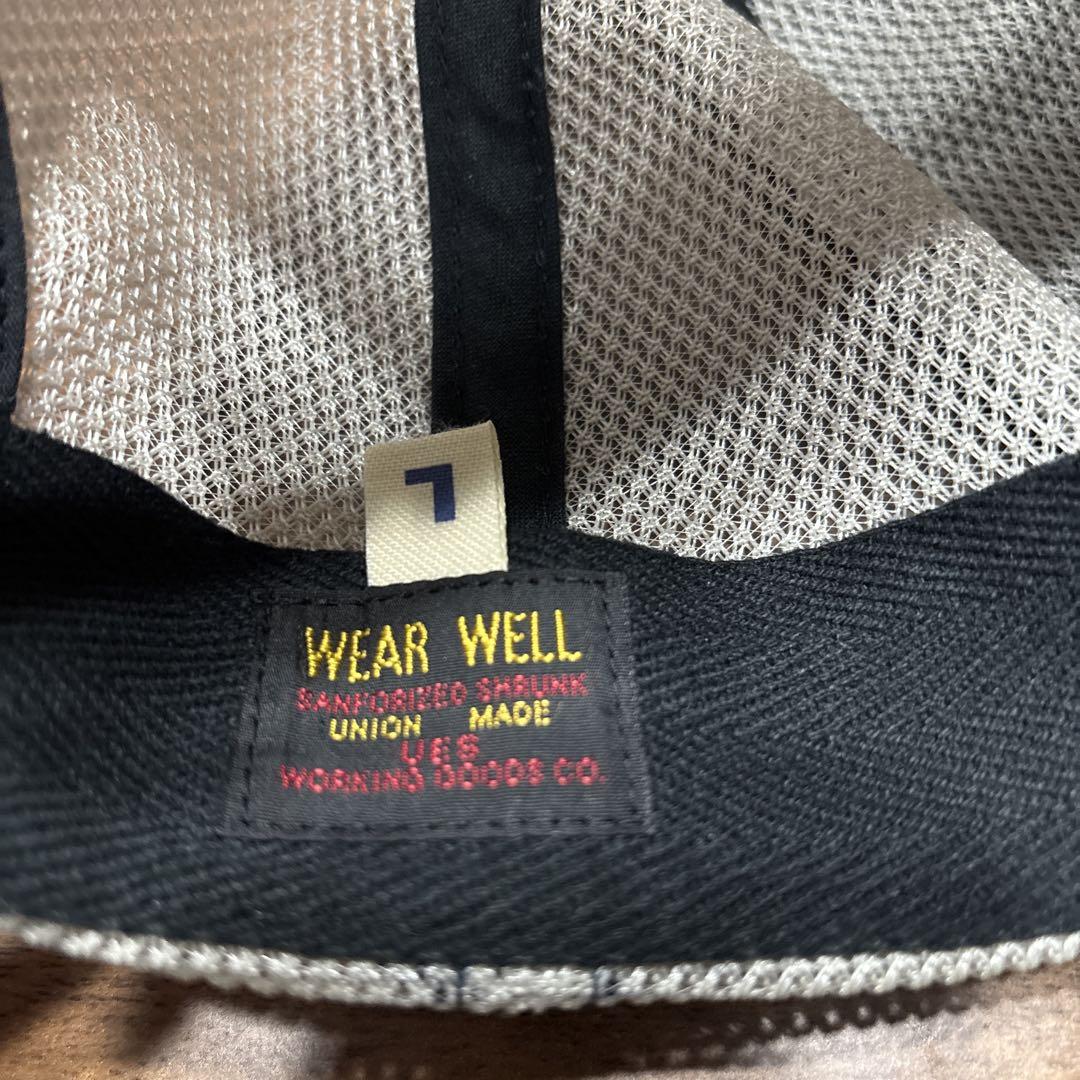 L
WEAR WELL
SANFORIZED SHRUNK
UNION MADE
UES
WORKING GOODS CO.